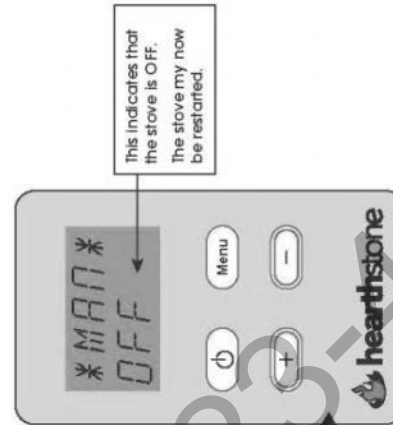 *MAN*
OFF
This indicates that
the stove is OFF.
The stove my now
be restarted.
Menu
+
-
hearthstone